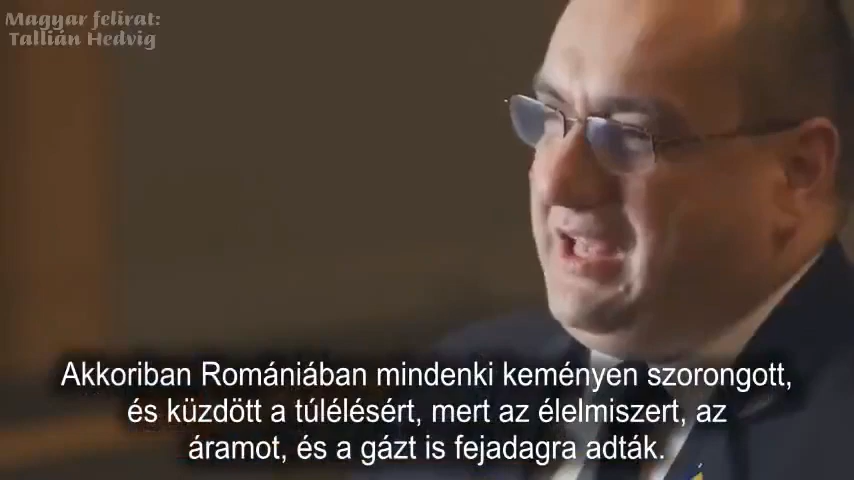 Magyar felirat:
Tallián Hedvig
Akkoriban Romániában mindenki keményen szorongott,
és küzdött a túlélésért, mert az élelmiszert, az
áramot, és a gázt is fejadagra adták.